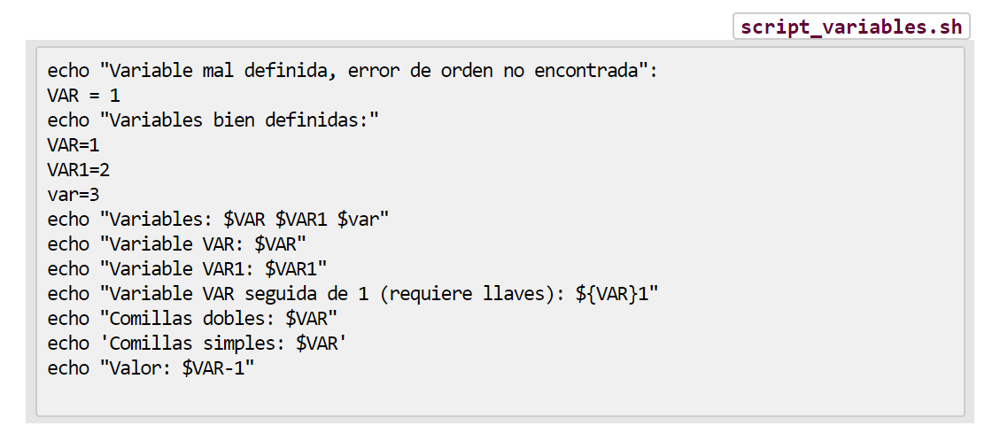 script_variables.sh
echo "Variable mal definida, error de orden no encontrada":
VAR = 1
echo "Variables bien definidas:"
VAR=1
VAR1=2
var=3
echo "Variables: $VAR $VAR1 $var"
echo "Variable VAR: $VAR"
echo "Variable VAR1: $VAR1"
echo "Variable VAR seguida de 1 (requiere llaves): ${VAR}1"
echo "Comillas dobles: $VAR"
echo 'Comillas simples: $VAR'
echo "Valor: $VAR-1"